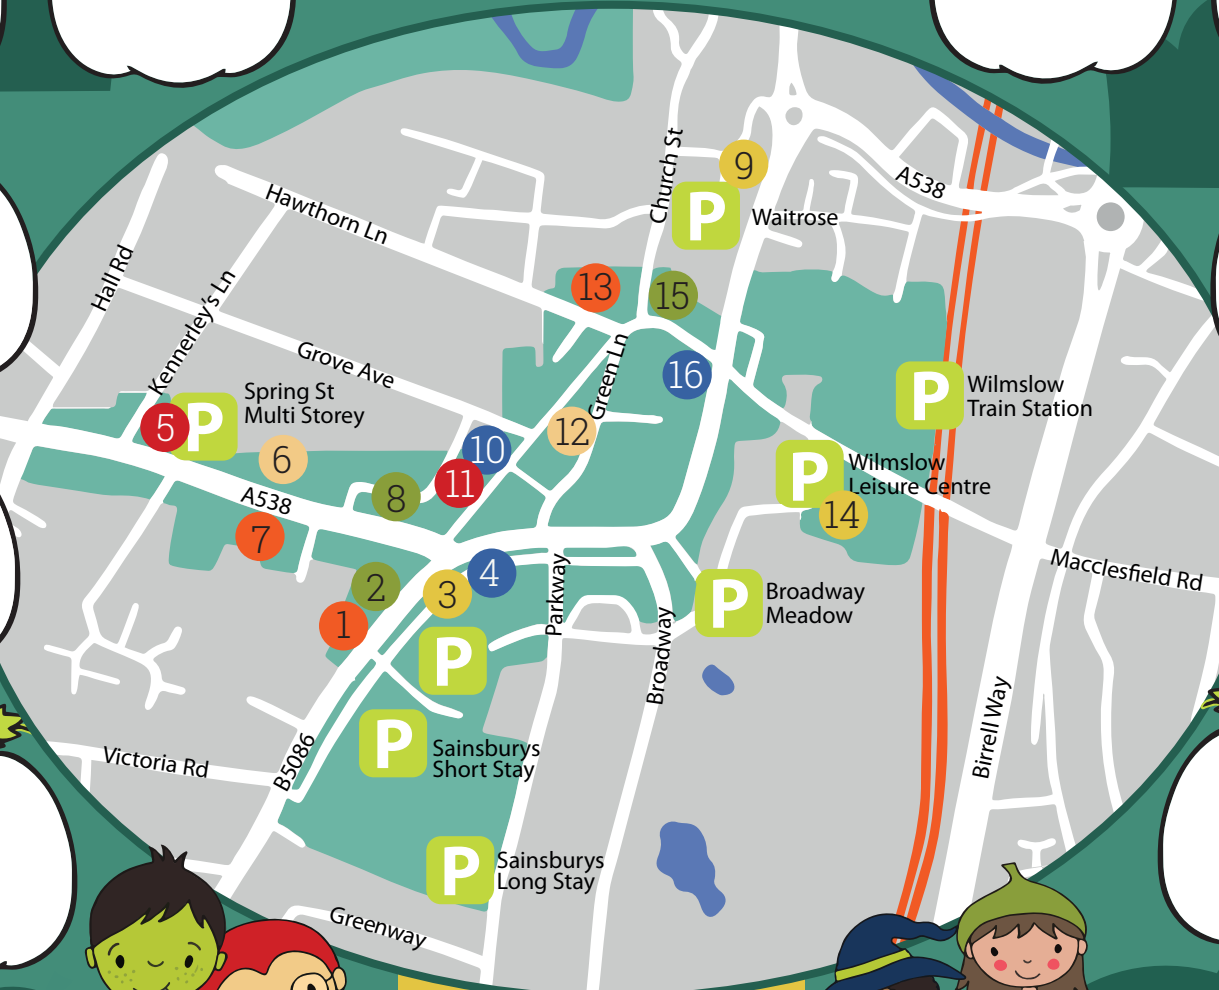 Church St
9
A538
P
Waitrose
Hawthorn Ln
Hall Rd
Kennerley's Ln
13
15
Grove Ave
Green Ln
16
P
Wilmslow
Train Station
Spring St
Multi Storey
5
P
12
6
10
11
8
A538
7
P
Wilmslow
Leisure Centre
14
Macclesfield Rd
2
3
4
1
Parkway
P
Broadway
Meadow
P
Broadway
P
Sainsburys
Short Stay
Victoria Rd
B5086
Birrell Way
P
Sainsburys
Long Stay
Greenway